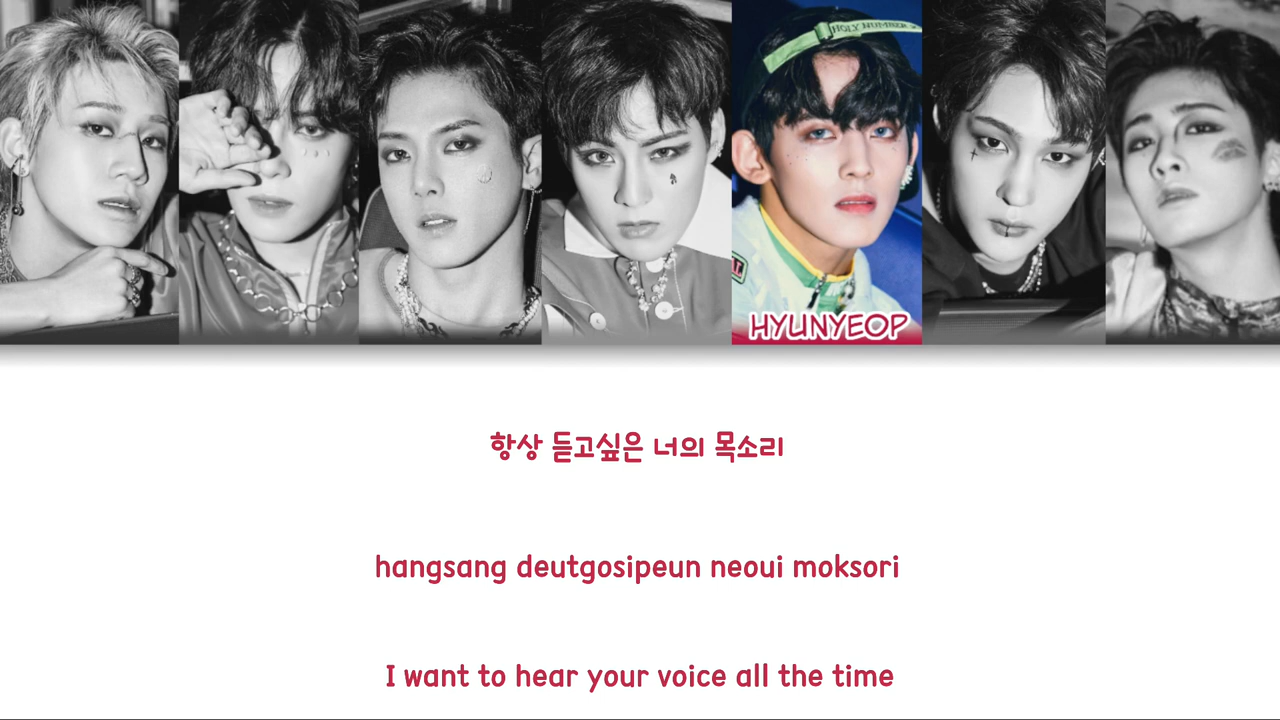 HOLY NUMBER
HYUNYEOP
항상 듣고싶은 너의 목소리
hangsang deutgosipeun neoui moksori
I want to hear your voice all the time